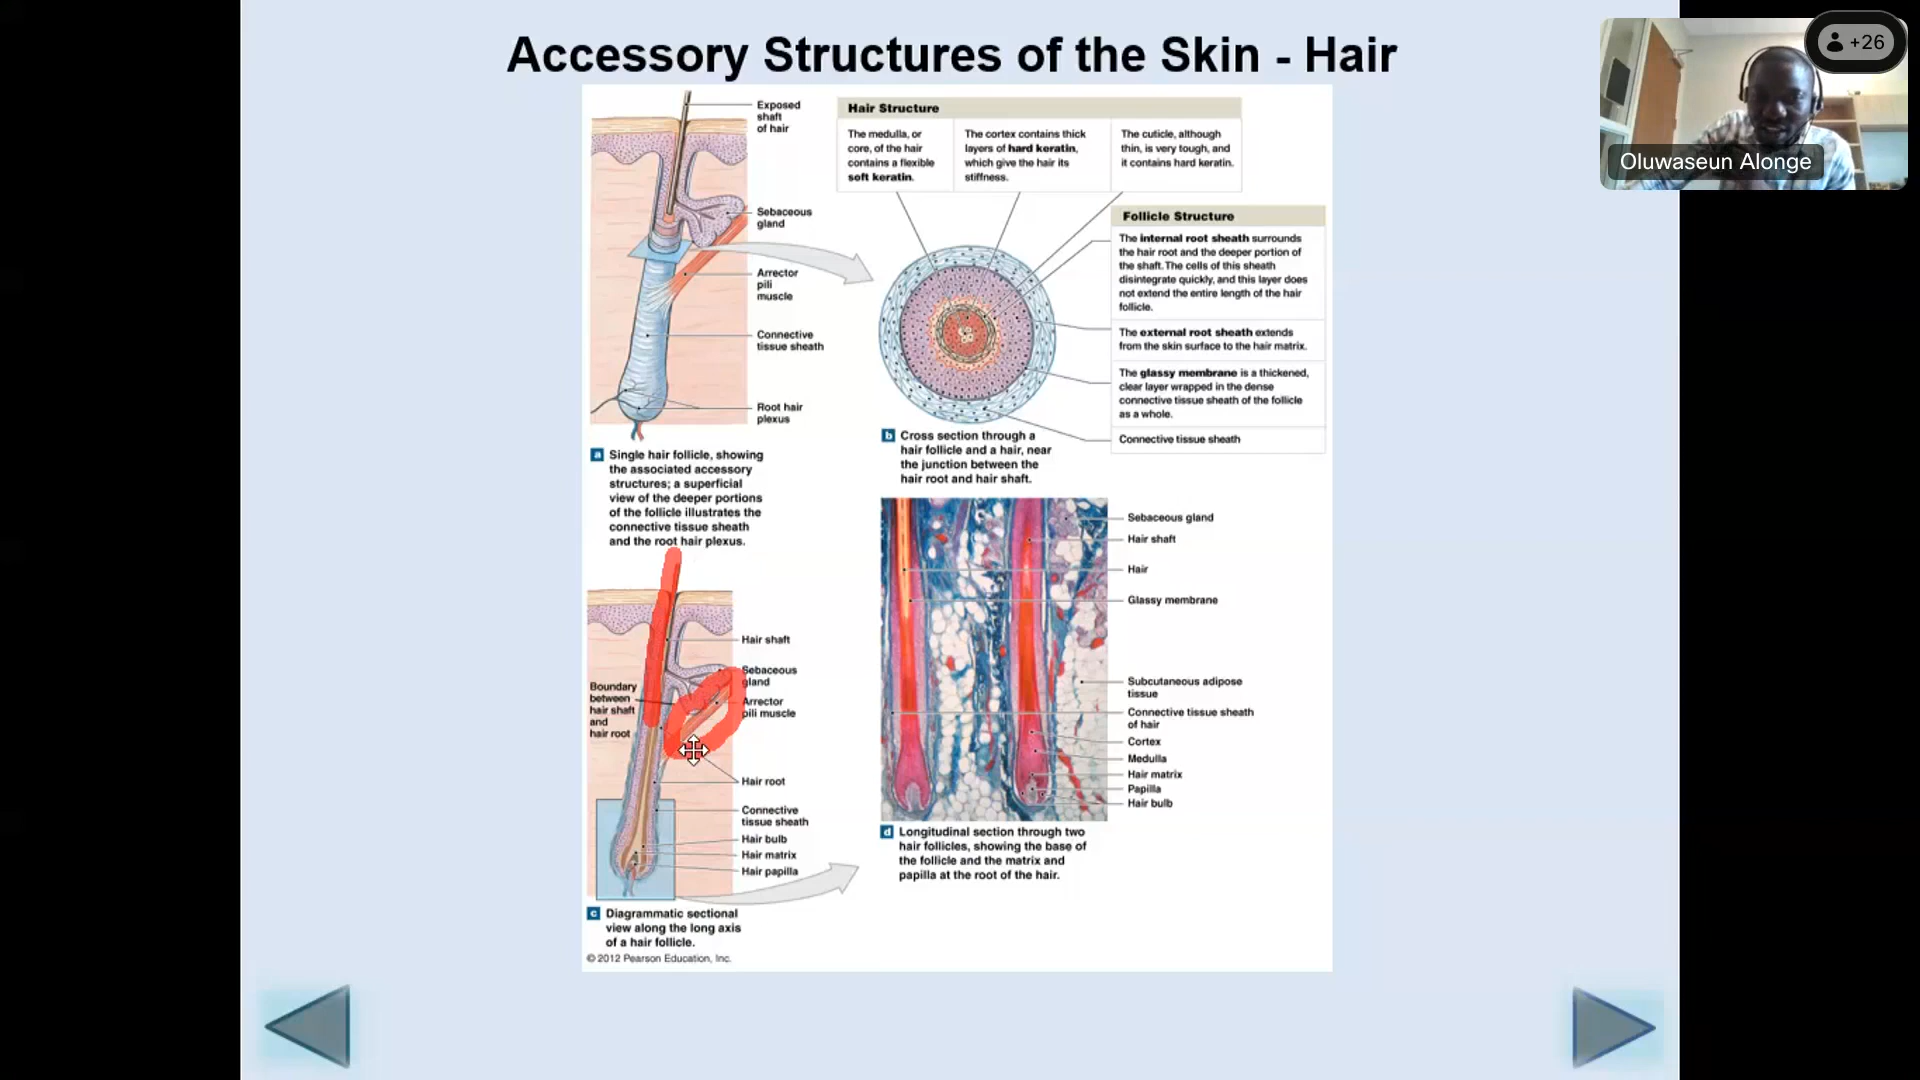 Accessory Structures of the Skin - Hair
+26
Oluwaseun Alonge
Exposed
shaft
of hair
Sebaceous
gland
Arrector
pili
muscle
Connective
tissue sheath
Root hair
plexus
a Single hair follicle, showing
the associated accessory
structures; a superficial
view of the deeper portions
of the follicle illustrates the
connective tissue sheath
and the root hair plexus.
Hair Structure
The medulla, or
core, of the hair
contains a flexible
soft keratin.
The cortex contains thick
layers of hard keratin,
which give the hair its
stiffness.
The cuticle, although
thin, is very tough, and
it contains hard keratin.
Follicle Structure
The internal root sheath surrounds
the hair root and the deeper portion of
the shaft. The cells of this sheath
disintegrate quickly, and this layer does
not extend the entire length of the hair
follicle.
The external root sheath extends
from the skin surface to the hair matrix.
The glassy membrane is a thickened,
clear layer wrapped in the dense
connective tissue sheath of the follicle
as a whole.
Connective tissue sheath
b Cross section through a
hair follicle and a hair, near
the junction between the
hair root and hair shaft.
Hair shaft
Sebaceous
gland
Boundary
between
hair shaft
and
hair root
Arrector
pili muscle
Hair root
Connective
tissue sheath
Hair bulb
Hair matrix
Hair papilla
c Diagrammatic sectional
view along the long axis
of a hair follicle.
Sebaceous gland
Hair shaft
Hair
Glassy membrane
Subcutaneous adipose
tissue
Connective tissue sheath
of hair
Cortex
Medulla
Hair matrix
Papilla
Hair bulb
d Longitudinal section through two
hair follicles, showing the base of
the follicle and the matrix and
papilla at the root of the hair.
© 2012 Pearson Education, Inc.